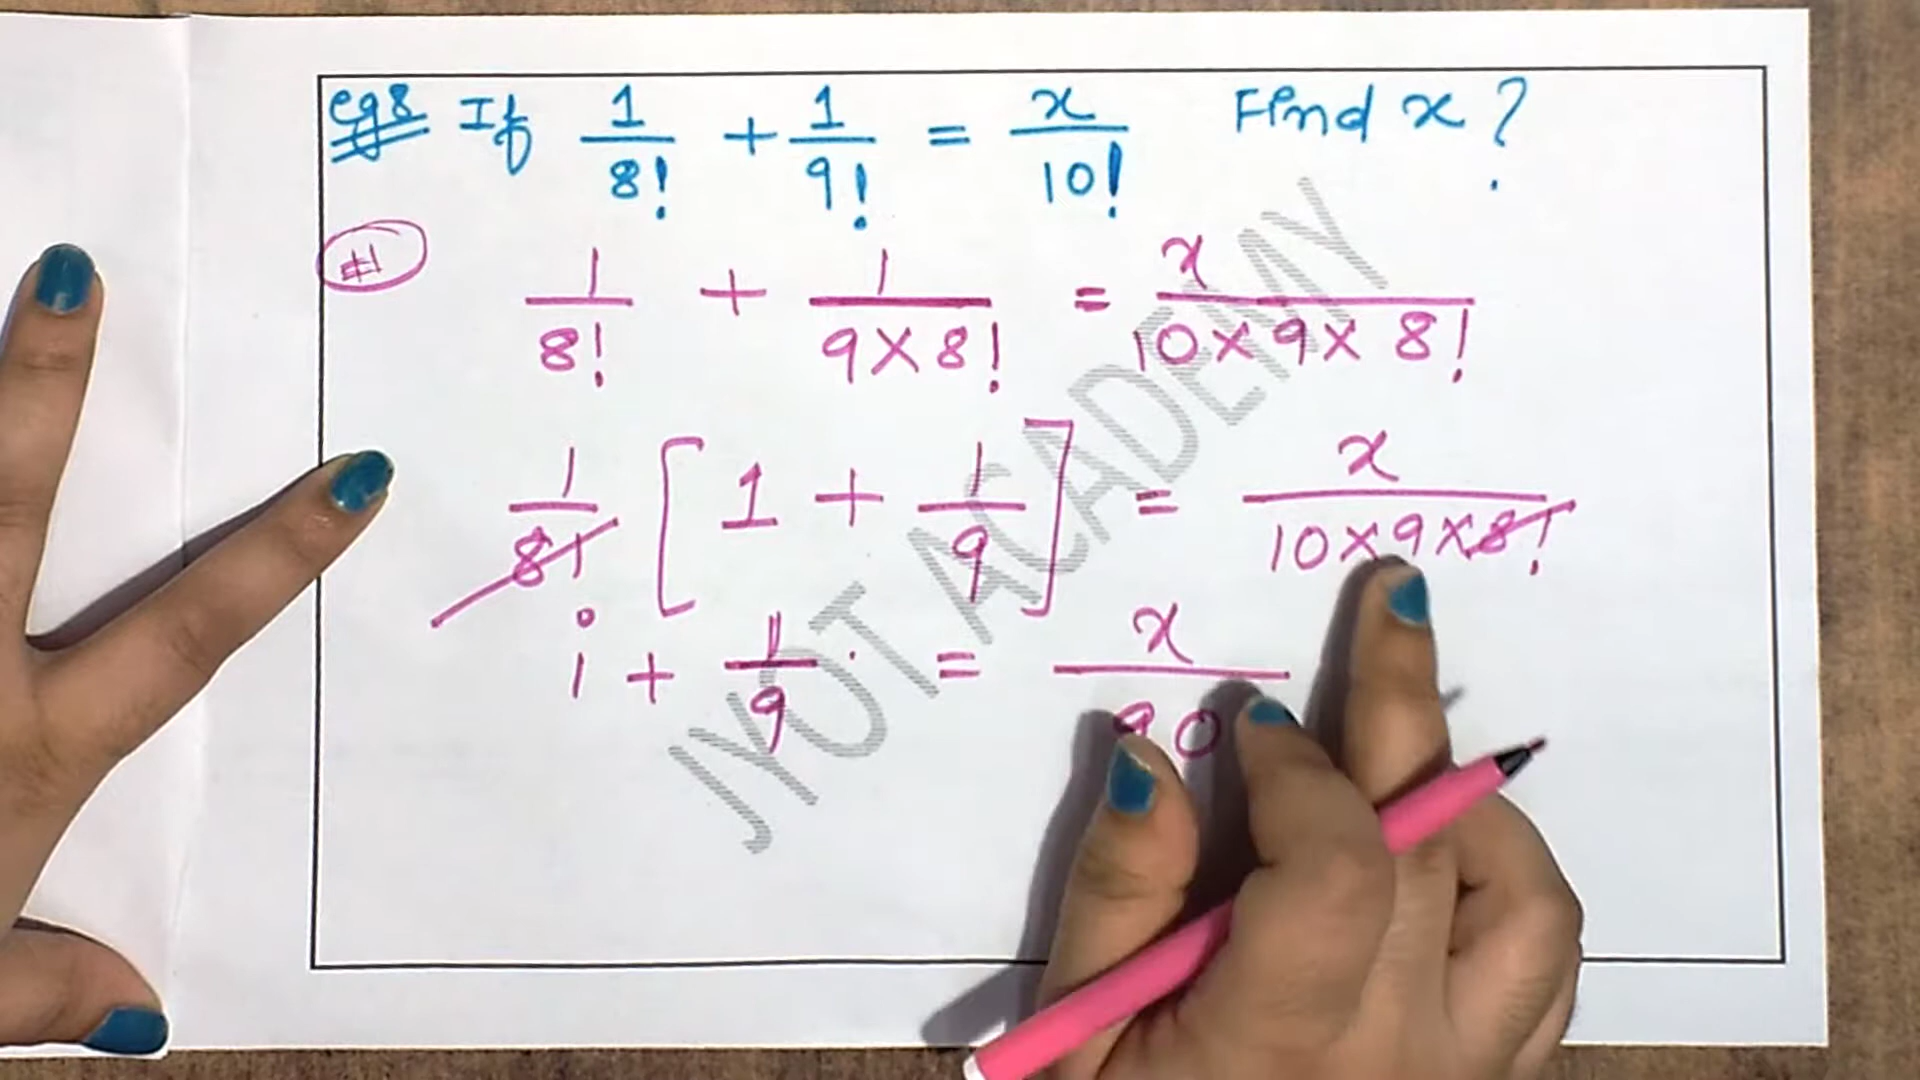 eg8 If 1/8! + 1/9! = x/10! Find x?
#
1/8! + 1/9×8! = x/10×9×8!
1/8! [1 + 1/9] = x/10×9×8!
1 + 1/9 = x/90
JYOT ACADEMY